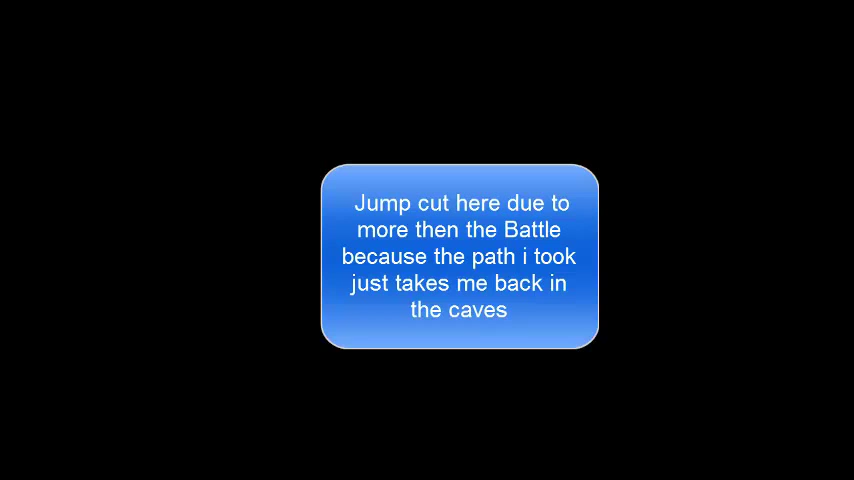 Jump cut here due to
more then the Battle
because the path i took
just takes me back in
the caves